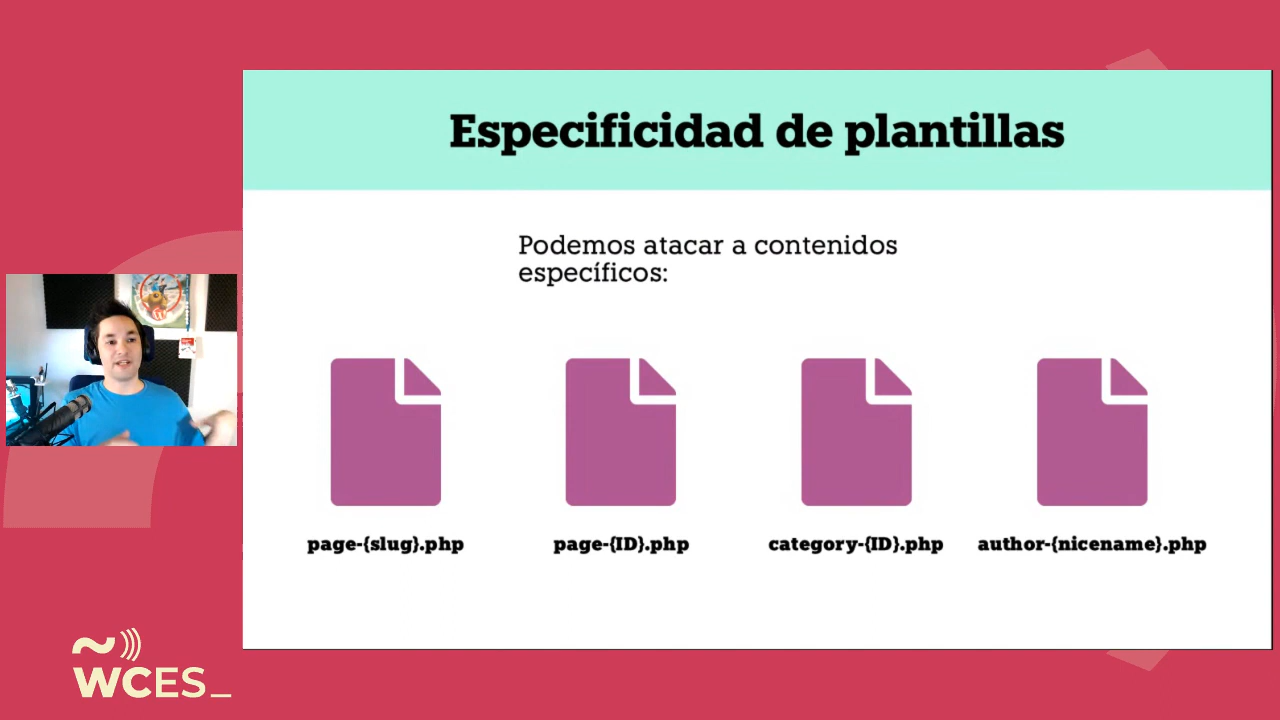 Especificidad de plantillas
Podemos atacar a contenidos
específicos:
page-{slug}.php
page-{ID}.php
category-{ID}.php
author-{nicename}.php
WCES_